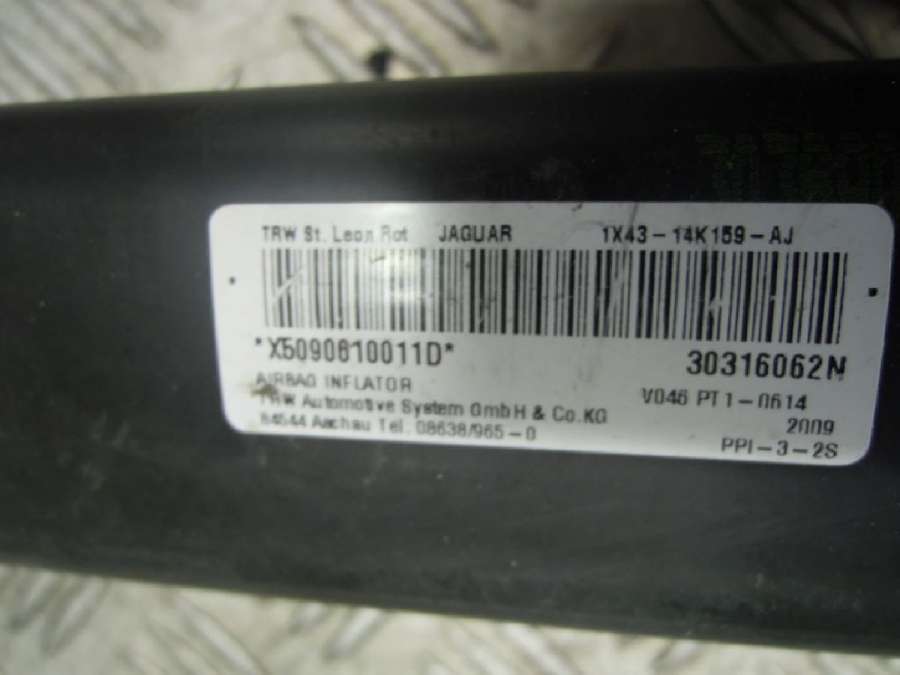 TRW St. Leon Rot JAGUAR 1X43-14K159-AJ
*X5090610011D* 30316062N
AIRBAG INFLATOR V046 PT1-0614
TRW Automotive System GmbH & Co.KG 2009
84544 Aschau Tel. 08638/965-0 PPI-3-2S